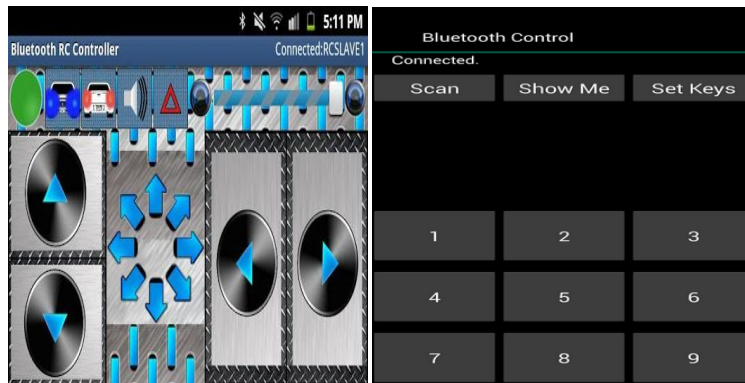 5:11 PM
Bluetooth RC Controller Connected:RCSLAVE1
Bluetooth Control
Connected.
Scan Show Me Set Keys
1 2 3
4 5 6
7 8 9